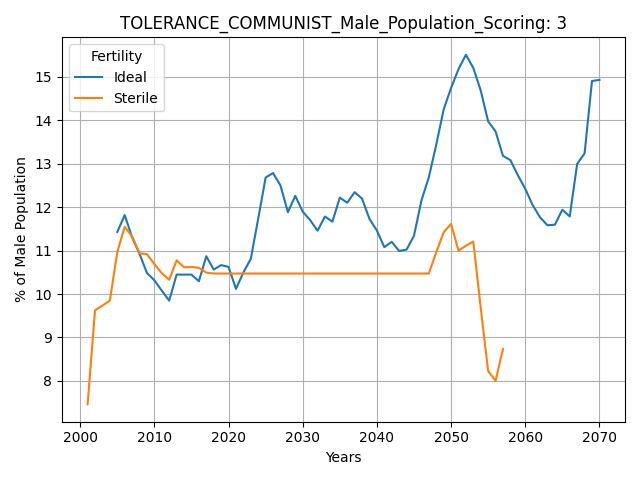 TOLERANCE_COMMUNIST_Male_Population_Scoring: 3
Fertility
Ideal
Sterile
% of Male Population
15
14
13
12
11
10
9
8
2000 2010 2020 2030 2040 2050 2060 2070
Years